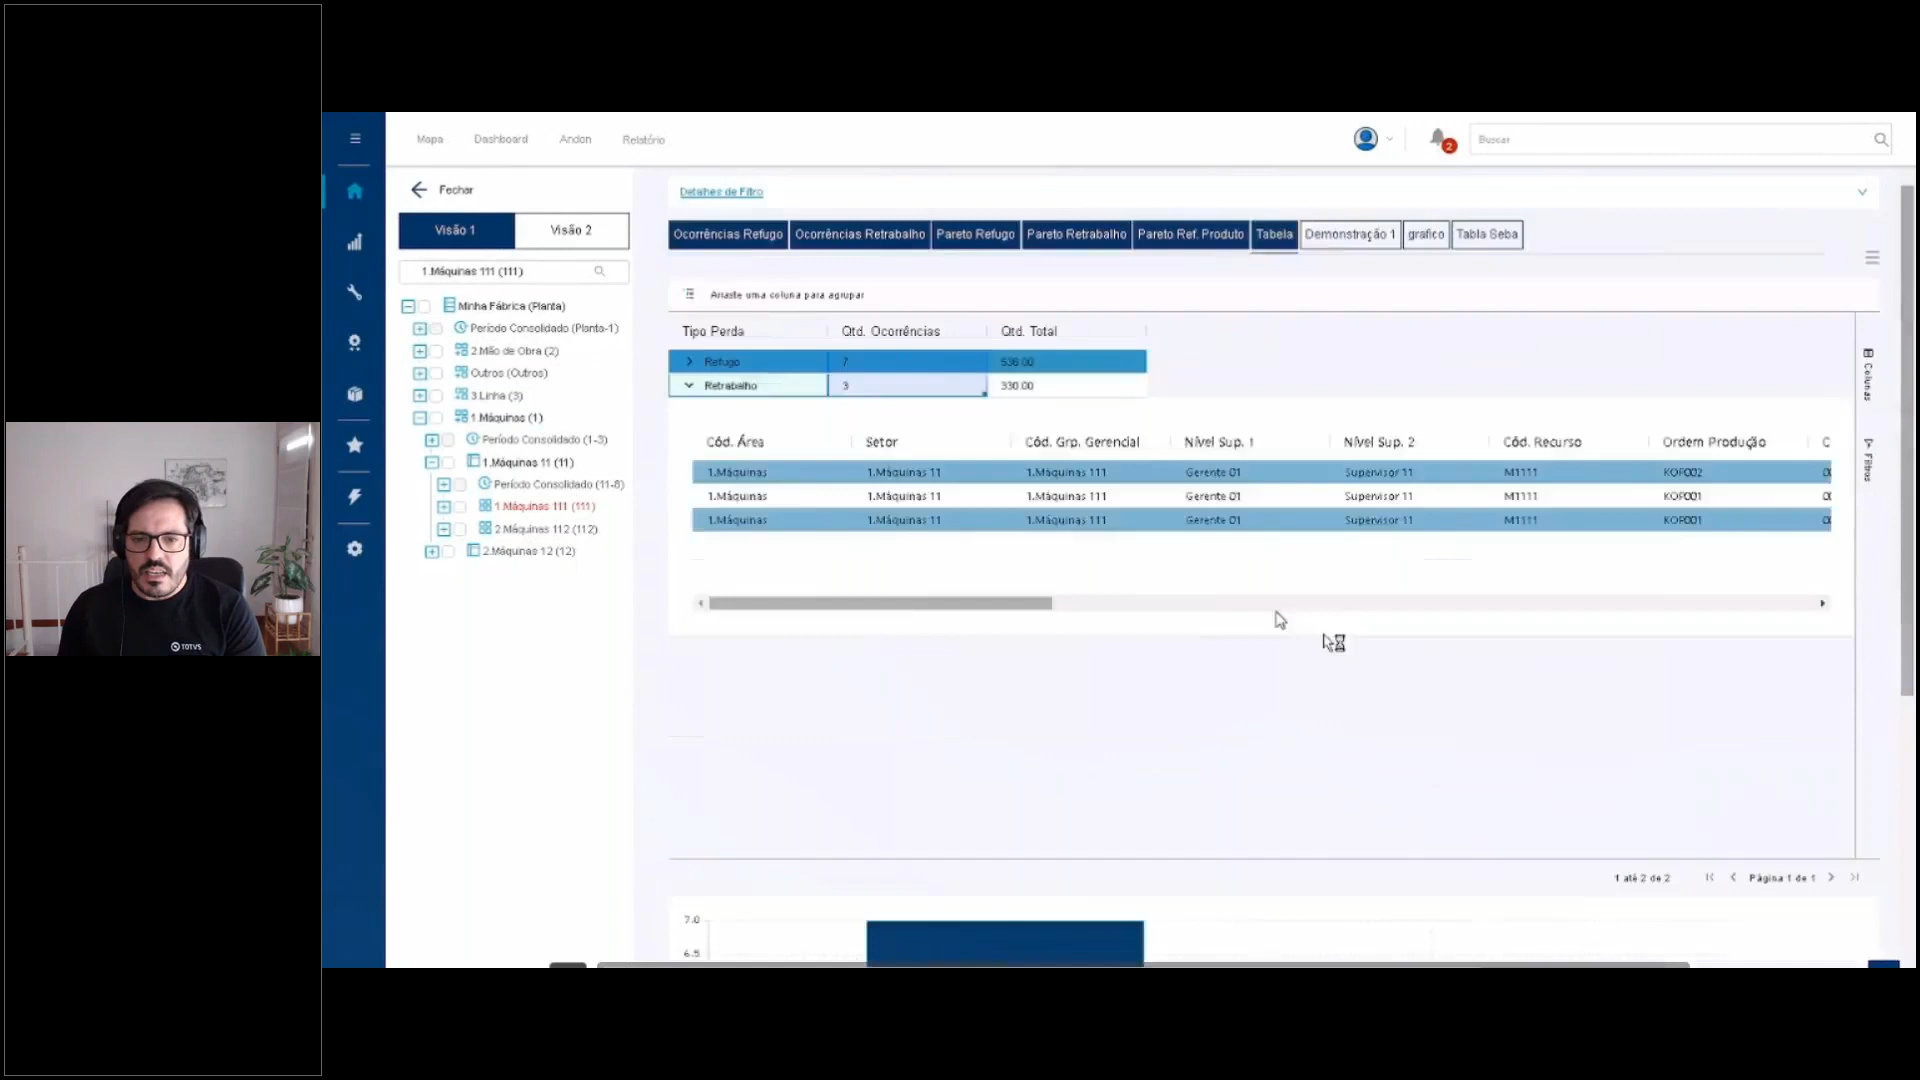 Mapa Dashboard Andon Relatório
2
Buscar
Fechar
Visão 1 Visão 2
1.Máquinas 111 (111)
Minha Fábrica (Planta)
Período Consolidado (Planta-1)
2.Mão de Obra (2)
Outros (Outros)
3.Linha (3)
1.Máquinas (1)
Período Consolidado (1-3)
1.Máquinas 11 (11)
Período Consolidado (11-8)
1.Máquinas 111 (111)
2.Máquinas 112 (112)
2.Máquinas 12 (12)
Detalhes de Filtro
Ocorrências Refugo Ocorrências Retrabalho Pareto Refugo Pareto Retrabalho Pareto Ref. Produto Tabela Demonstração 1 grafico Tabla Seba
Arraste uma coluna para agrupar
Tipo Perda Qtd. Ocorrências Qtd. Total
Refugo 7 536.00
Retrabalho 3 330.00
Cód. Área Setor Cód. Grp. Gerencial Nível Sup. 1 Nível Sup. 2 Cód. Recurso Ordem Produção C
1.Máquinas 1.Máquinas 11 1.Máquinas 111 Gerente 01 Supervisor 11 M1111 KOP002
1.Máquinas 1.Máquinas 11 1.Máquinas 111 Gerente 01 Supervisor 11 M1111 KOP001
1.Máquinas 1.Máquinas 11 1.Máquinas 111 Gerente 01 Supervisor 11 M1111 KOP001
Colunas
Filtros
1 até 2 de 2 Página 1 de 1
7.0
6.5
TOTVS